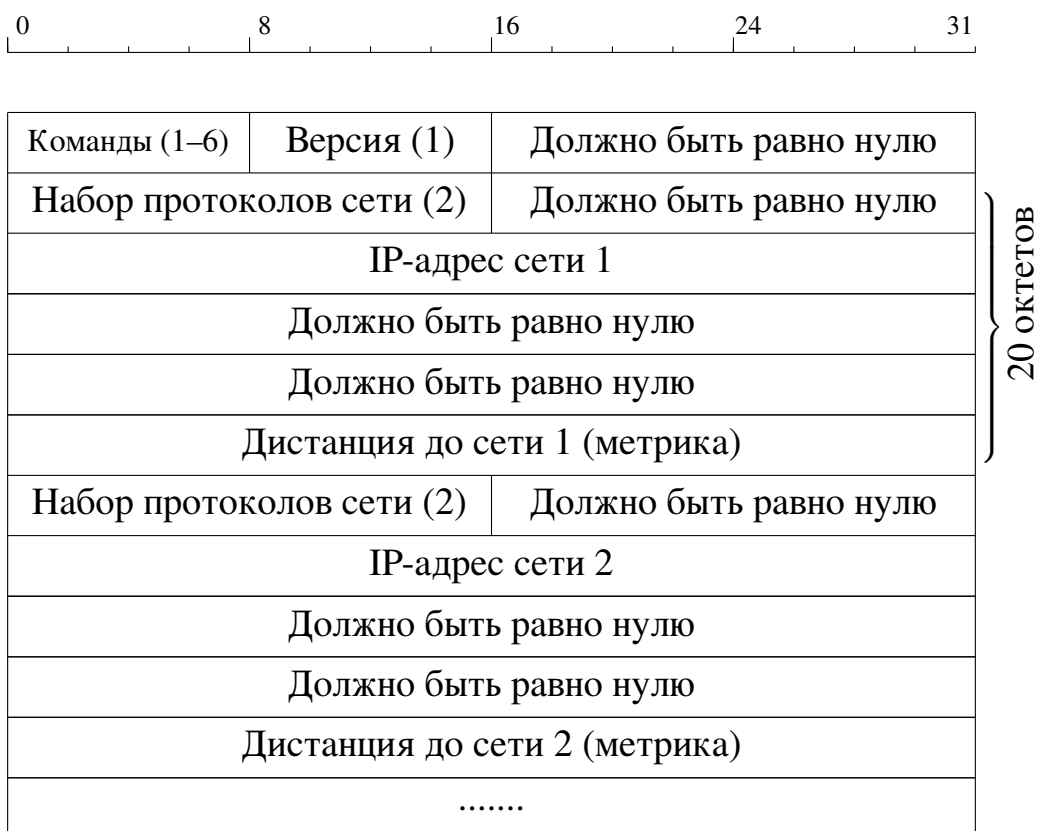 0 8 16 24 31
Команды (1–6) Версия (1) Должно быть равно нулю
Набор протоколов сети (2) Должно быть равно нулю
IP-адрес сети 1
Должно быть равно нулю
Должно быть равно нулю
Дистанция до сети 1 (метрика)
20 октетов
Набор протоколов сети (2) Должно быть равно нулю
IP-адрес сети 2
Должно быть равно нулю
Должно быть равно нулю
Дистанция до сети 2 (метрика)
.......